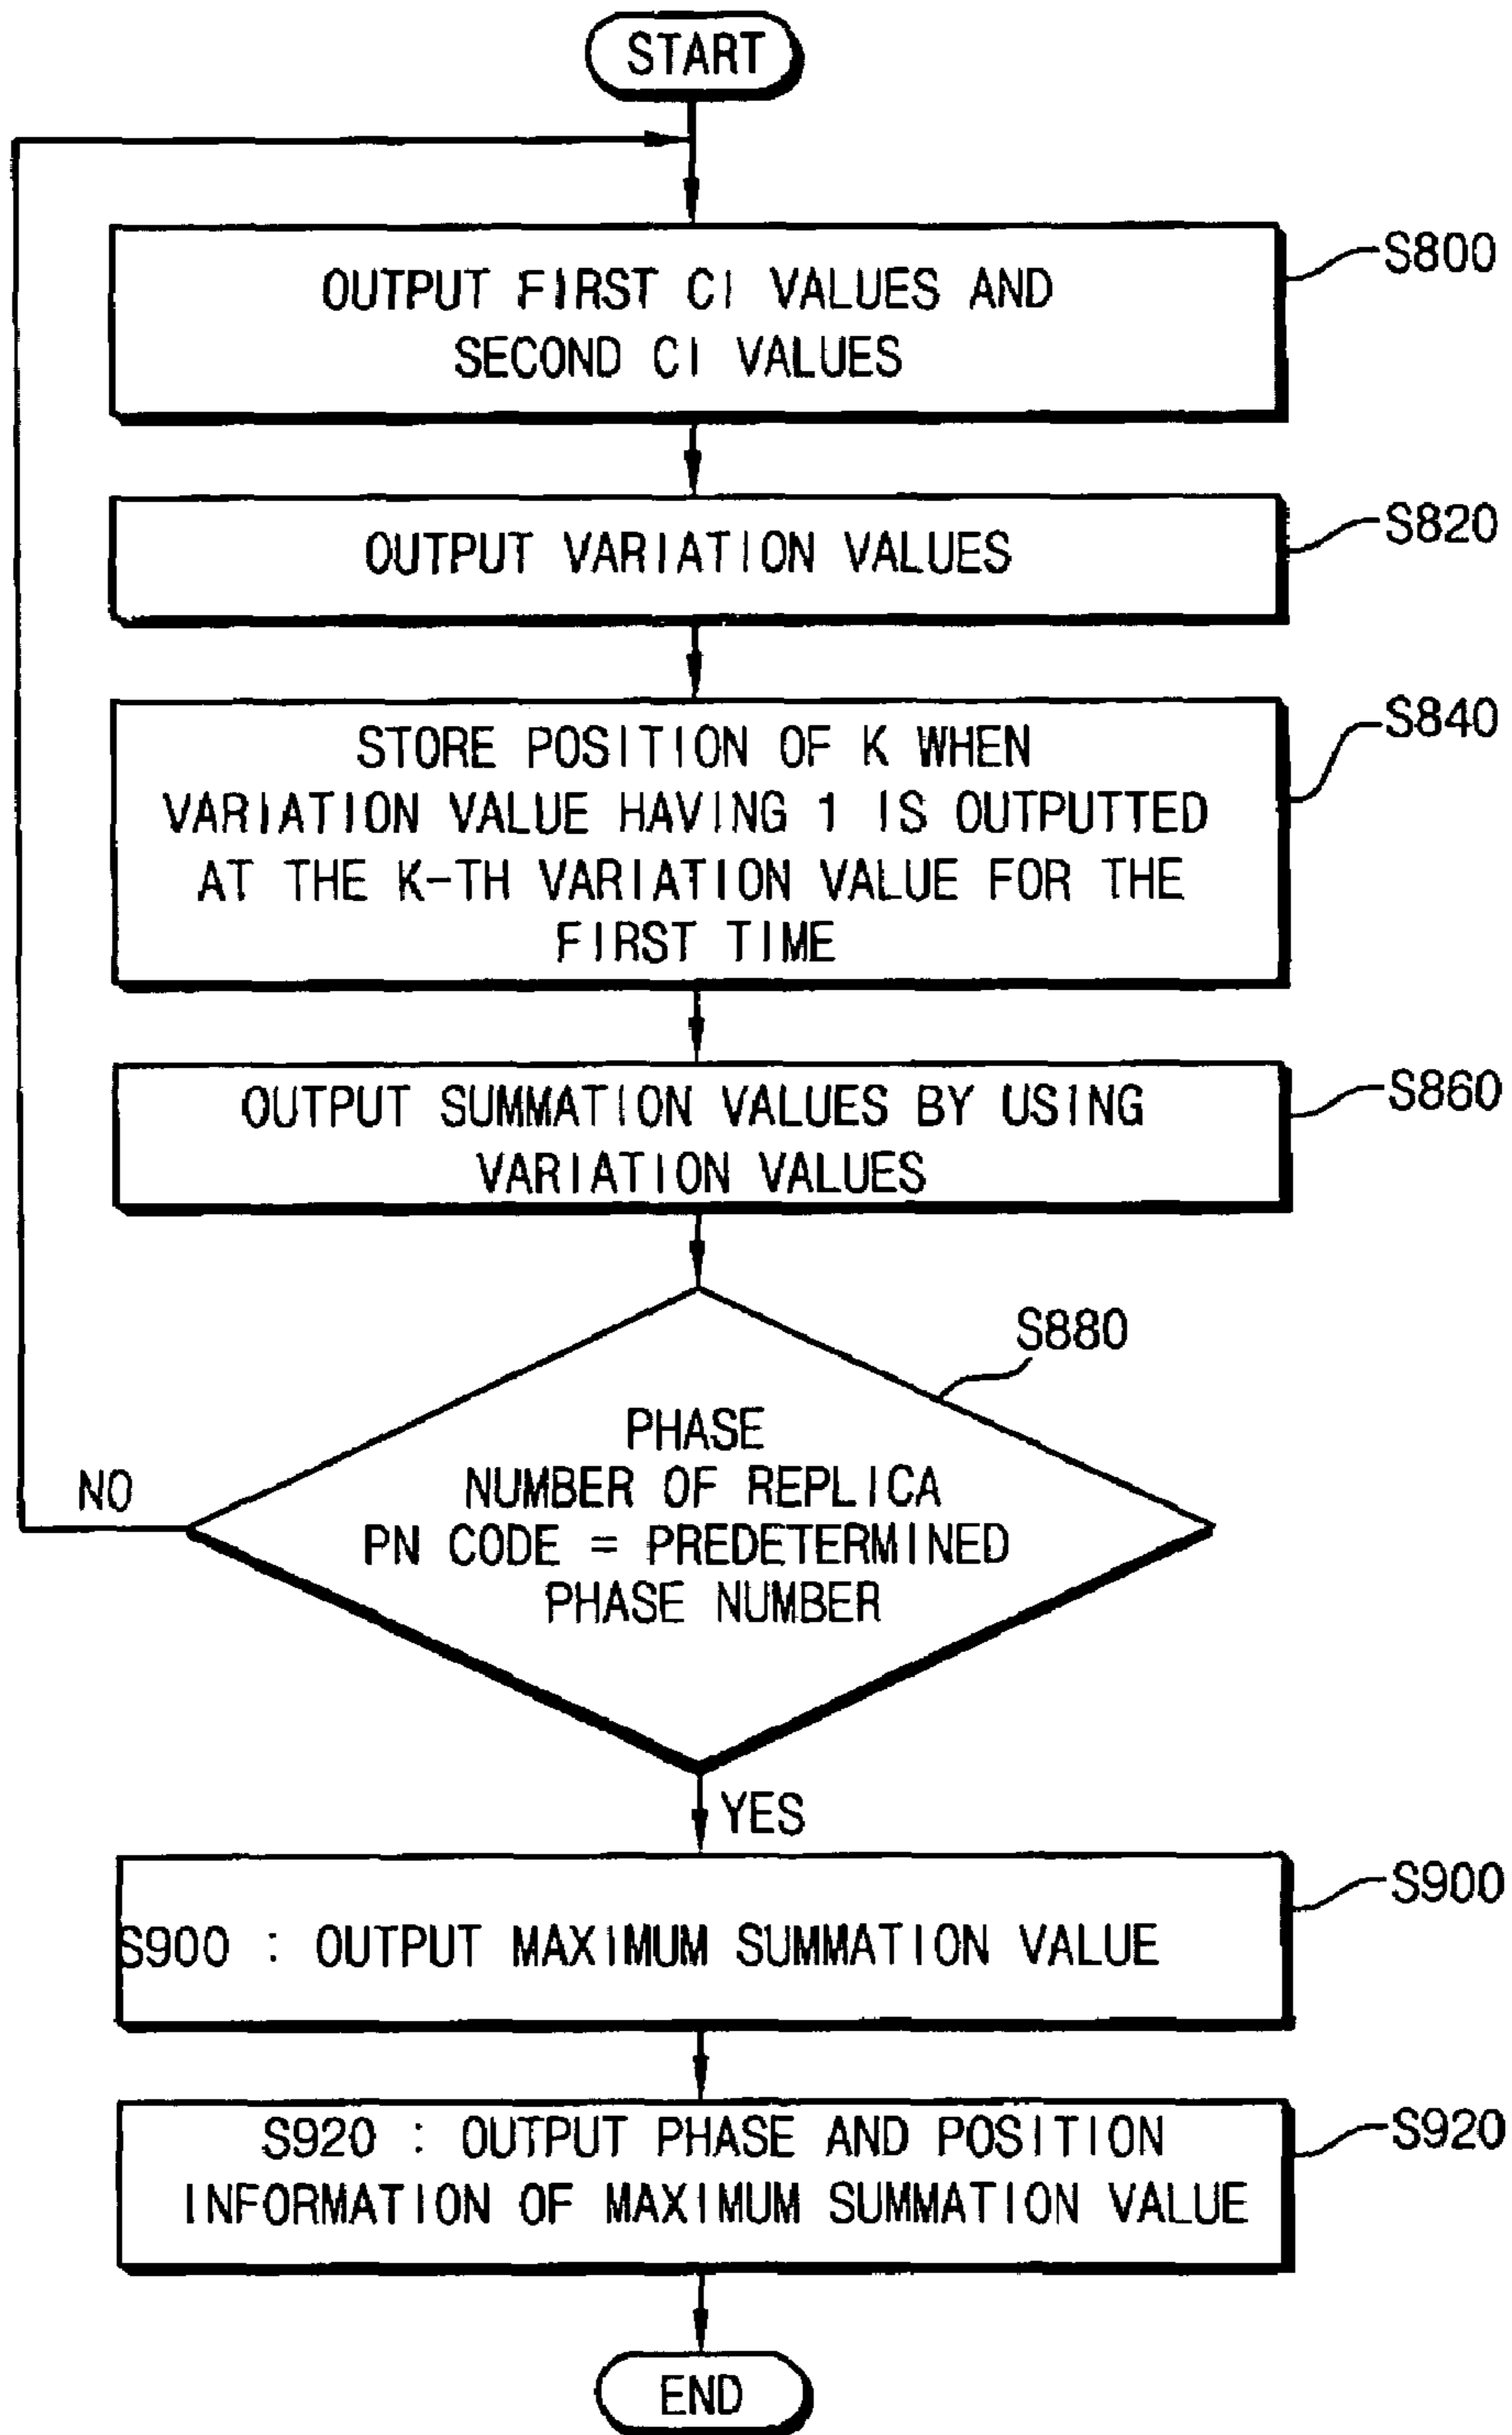 START
OUTPUT FIRST CI VALUES AND
SECOND CI VALUES
S800
OUTPUT VARIATION VALUES
S820
STORE POSITION OF K WHEN
VARIATION VALUE HAVING 1 IS OUTPUTTED
AT THE K-TH VARIATION VALUE FOR THE
FIRST TIME
S840
OUTPUT SUMMATION VALUES BY USING
VARIATION VALUES
S860
S880
PHASE
NUMBER OF REPLICA
PN CODE = PREDETERMINED
PHASE NUMBER
NO
YES
S900 : OUTPUT MAXIMUM SUMMATION VALUE
S900
S920 : OUTPUT PHASE AND POSITION
INFORMATION OF MAXIMUM SUMMATION VALUE
S920
END